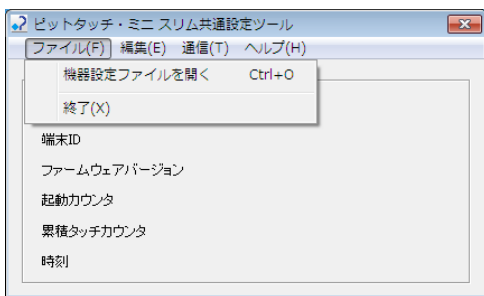 ピットタッチ・ミニ スリム共通設定ツール
ファイル(F) 編集(E) 通信(T) ヘルプ(H)
機器設定ファイルを開く Ctrl+O
終了(X)
端末ID
ファームウェアバージョン
起動カウンタ
累積タッチカウンタ
時刻